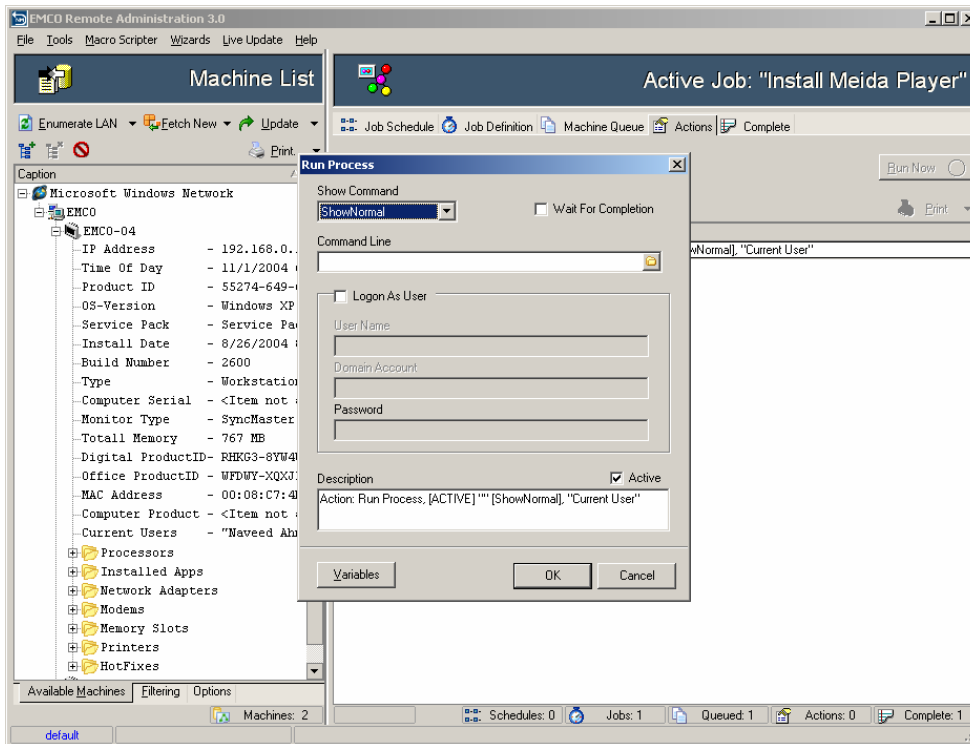 EMCO Remote Administration 3.0
File Tools Macro Scripter Wizards Live Update Help
Machine List
Active Job: "Install Meida Player"
Enumerate LAN Fetch New Update
Print
Job Schedule Job Definition Machine Queue Actions Complete
Run Now
Print
Caption
Microsoft Windows Network
EMCO
EMCO-04
IP Address - 192.168.0.
Time Of Day - 11/1/2004
Product ID - 55274-649-
OS-Version - Windows XP
Service Pack - Service Pa
Install Date - 8/26/2004
Build Number - 2600
Type - Workstation
Computer Serial - <Item not
Monitor Type - SyncMaster
Totall Memory - 767 MB
Digital ProductID- RHKG3-8YW4
Office ProductID - WFDWY-XQXJ
MAC Address - 00:08:C7:4
Computer Product - <Item not
Current Users - "Naveed Ah
Processors
Installed Apps
Network Adapters
Modems
Memory Slots
Printers
HotFixes
Available Machines Filtering Options
Machines: 2
default
Run Process
Show Command
ShowNormal
Wait For Completion
Command Line
Logon As User
User Name
Domain Account
Password
Description
Active
Action: Run Process, [ACTIVE] "" [ShowNormal], "Current User"
Variables
OK
Cancel
wNormal], "Current User"
Schedules: 0 Jobs: 1 Queued: 1 Actions: 0 Complete: 1